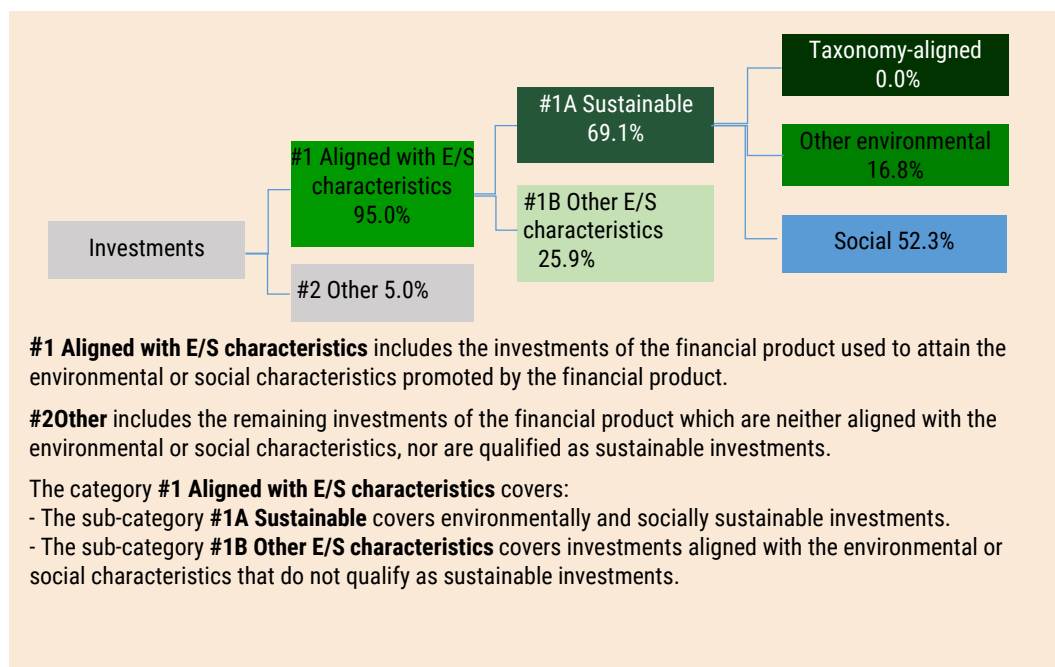 Taxonomy-aligned
0.0%
#1A Sustainable
69.1%
Other environmental
16.8%
#1 Aligned with E/S
characteristics
95.0%
#1B Other E/S
characteristics
25.9%
Investments
Social 52.3%
#2 Other 5.0%
#1 Aligned with E/S characteristics includes the investments of the financial product used to attain the
environmental or social characteristics promoted by the financial product.
#2Other includes the remaining investments of the financial product which are neither aligned with the
environmental or social characteristics, nor are qualified as sustainable investments.
The category #1 Aligned with E/S characteristics covers:
- The sub-category #1A Sustainable covers environmentally and socially sustainable investments.
- The sub-category #1B Other E/S characteristics covers investments aligned with the environmental or
social characteristics that do not qualify as sustainable investments.